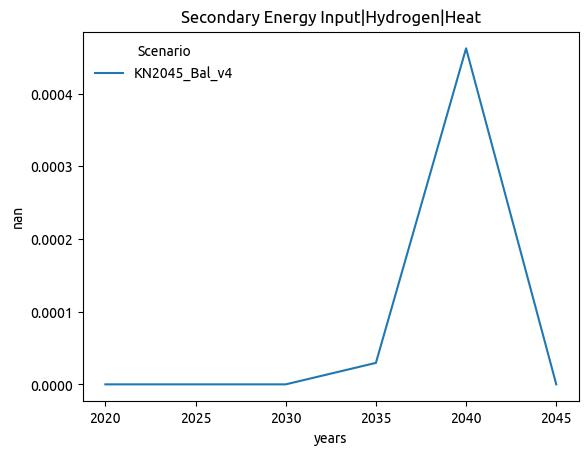 Secondary Energy Input|Hydrogen|Heat
Scenario
KN2045_Bal_v4
0.0004
0.0003
0.0002
0.0001
0.0000
nan
2020 2025 2030 2035 2040 2045
years